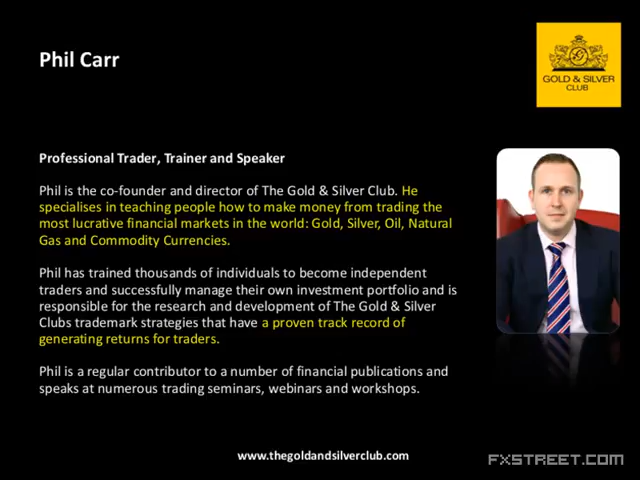 Phil Carr
GOLD & SILVER
CLUB
Professional Trader, Trainer and Speaker
Phil is the co-founder and director of The Gold & Silver Club. He
specialises in teaching people how to make money from trading the
most lucrative financial markets in the world: Gold, Silver, Oil, Natural
Gas and Commodity Currencies.
Phil has trained thousands of individuals to become independent
traders and successfully manage their own investment portfolio and is
responsible for the research and development of The Gold & Silver
Clubs trademark strategies that have a proven track record of
generating returns for traders.
Phil is a regular contributor to a number of financial publications and
speaks at numerous trading seminars, webinars and workshops.
www.thegoldandsilverclub.com
FXSTREET.COM